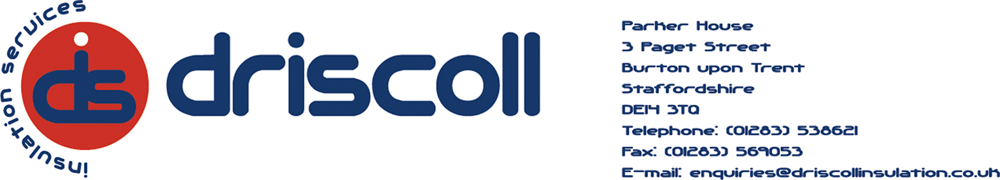 insulation services
dis
driscoll
Parker House
3 Paget Street
Burton upon Trent
Staffordshire
DE14 3TQ
Telephone: (01283) 538621
Fax: (01283) 569053
E-mail: enquiries@driscollinsulation.co.uk